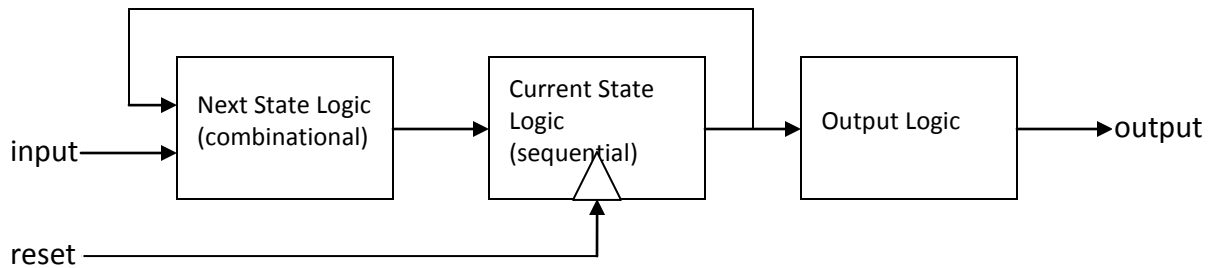 Next State Logic
(combinational)
Current State
Logic
(sequential)
Output Logic
output
input
reset